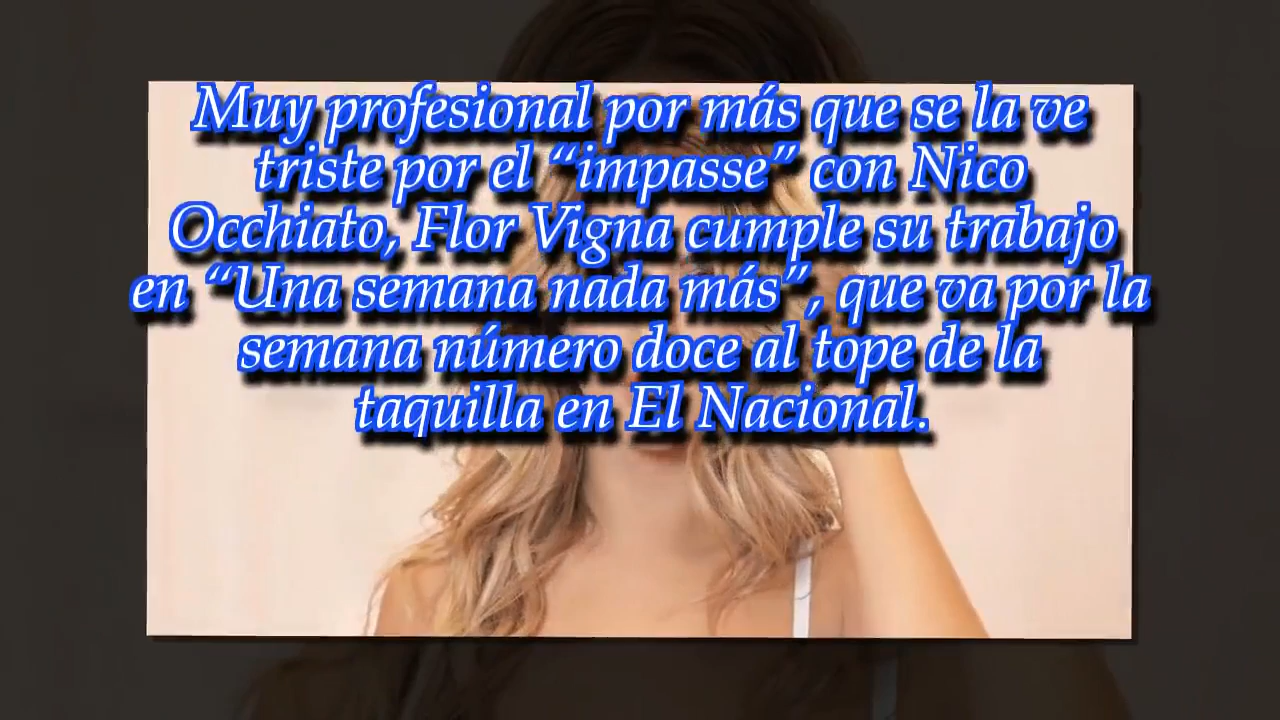 Muy profesional por más que se la ve
triste por el “impasse” con Nico
Occhiato, Flor Vigna cumple su trabajo
en “Una semana nada más”, que va por la
semana número doce al tope de la
taquilla en El Nacional.